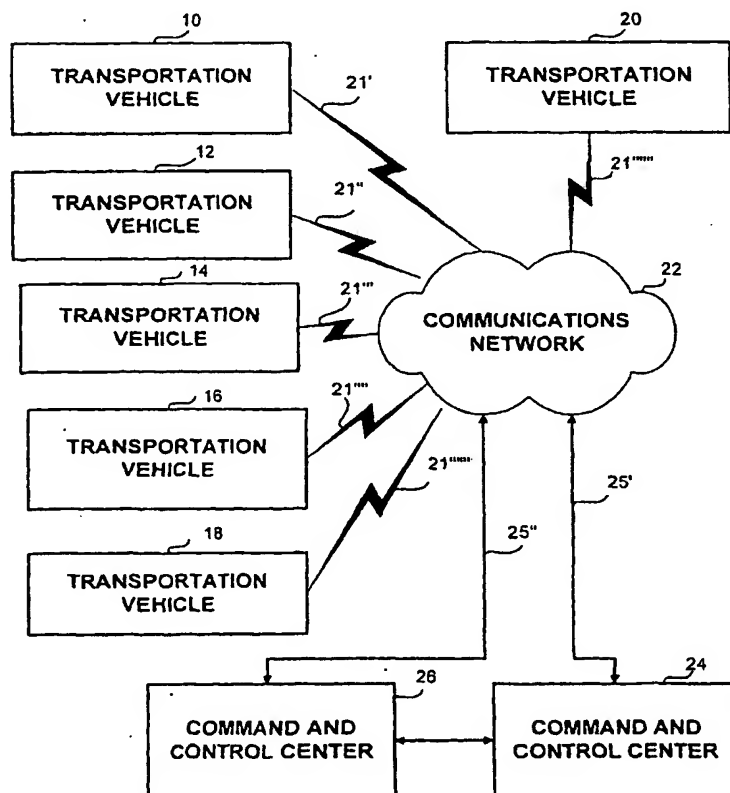 10
TRANSPORTATION
VEHICLE
20
TRANSPORTATION
VEHICLE
21'
12
TRANSPORTATION
VEHICLE
21"
21"""
14
TRANSPORTATION
VEHICLE
21'"
22
COMMUNICATIONS
NETWORK
16
TRANSPORTATION
VEHICLE
21""
21"""
18
TRANSPORTATION
VEHICLE
25"
25'
26
COMMAND AND
CONTROL CENTER
24
COMMAND AND
CONTROL CENTER